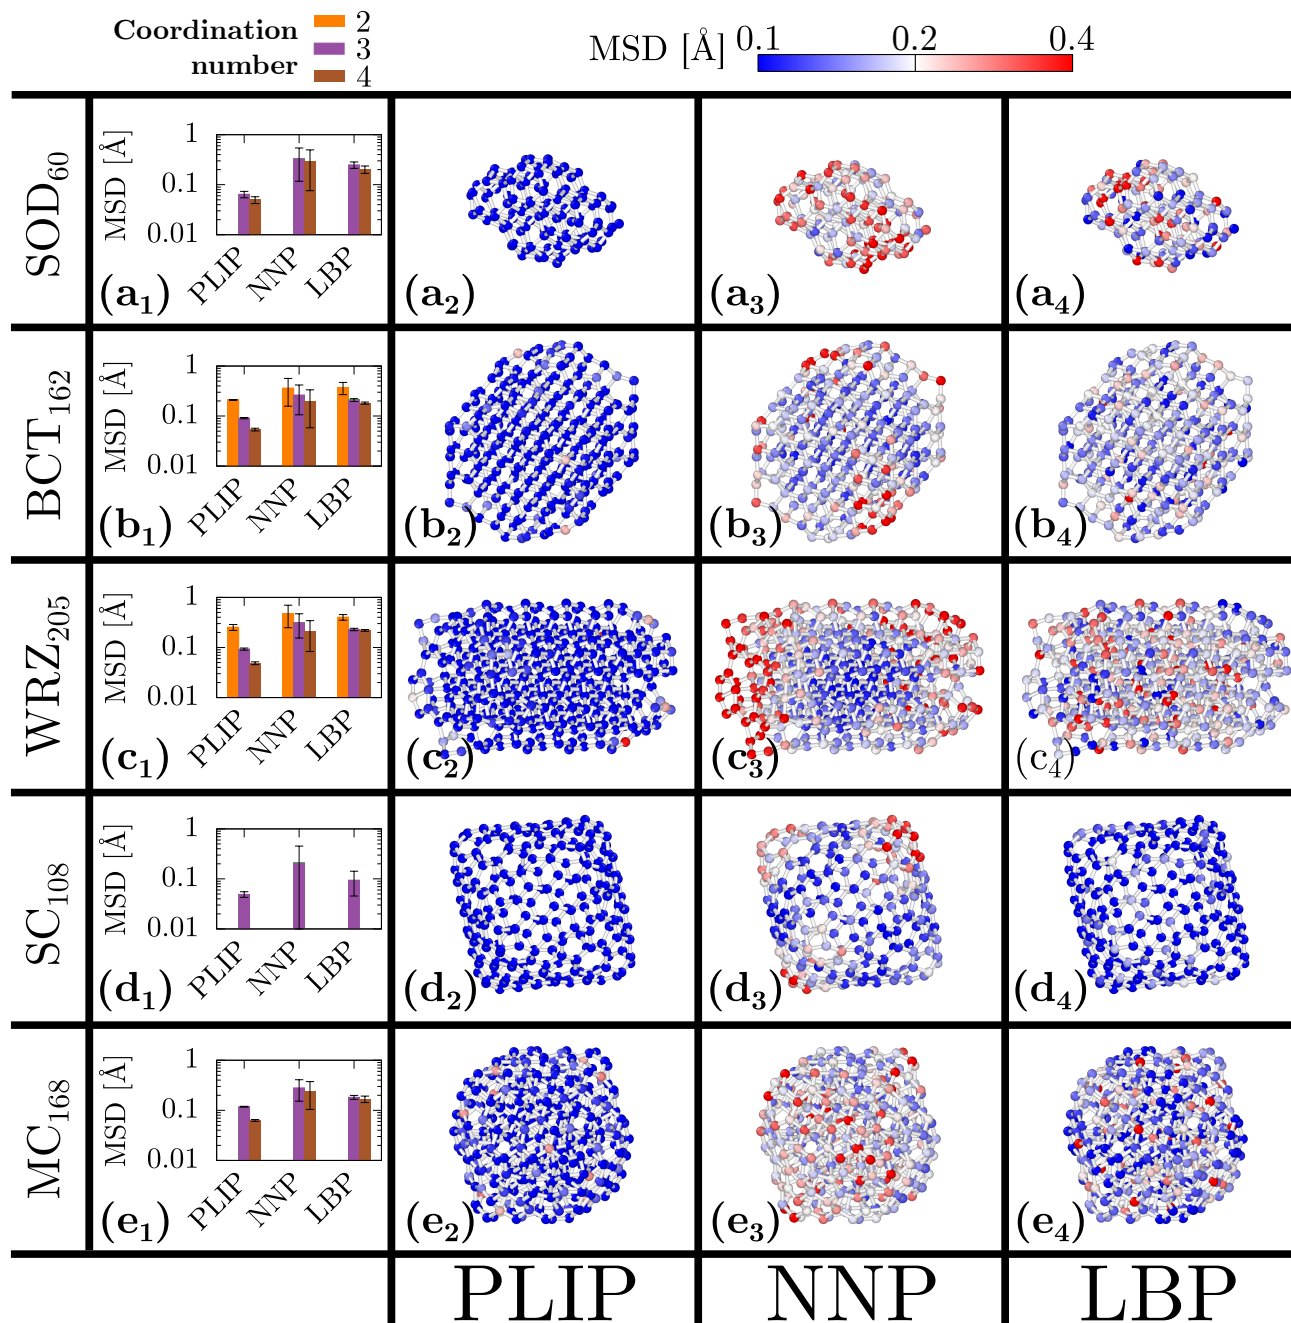 Coordination number
2
3
4
MSD [Å]
0.1
0.2
0.4
SOD₆₀
MSD [Å]
1
0.1
0.01
PLIP
NNP
LBP
(a₁)
(a₂)
(a₃)
(a₄)
BCT₁₆₂
MSD [Å]
1
0.1
0.01
PLIP
NNP
LBP
(b₁)
(b₂)
(b₃)
(b₄)
WRZ₂₀₅
MSD [Å]
1
0.1
0.01
PLIP
NNP
LBP
(c₁)
(c₂)
(c₃)
(c₄)
SC₁₀₈
MSD [Å]
1
0.1
0.01
PLIP
NNP
LBP
(d₁)
(d₂)
(d₃)
(d₄)
MC₁₆₈
MSD [Å]
1
0.1
0.01
PLIP
NNP
LBP
(e₁)
(e₂)
(e₃)
(e₄)
PLIP
NNP
LBP